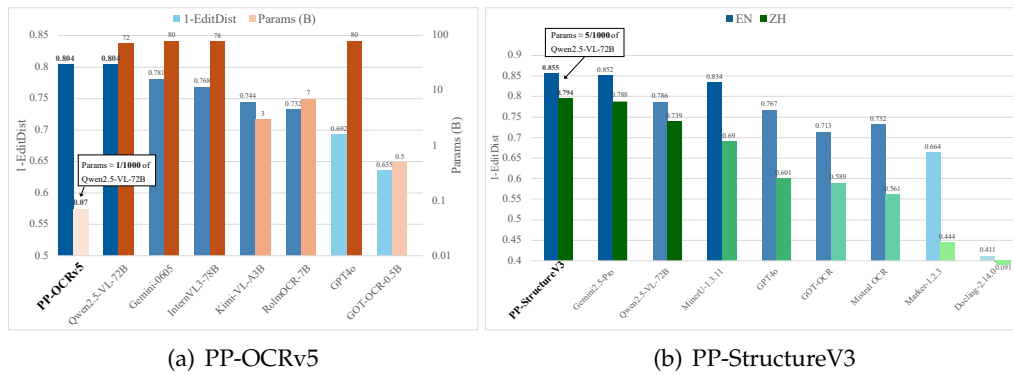 1-EditDist Params (B)
0.85
0.8
0.75
0.7
0.65
0.6
0.55
0.5
1-EditDist
100
10
1
0.1
0.01
Params (B)
0.804
0.07
0.804
72
0.781
80
0.768
78
0.744
3
0.732
7
0.692
80
0.635
0.5
Params ≈ 1/1000 of
Qwen2.5-VL-72B
PP-OCRv5
Qwen2.5-VL-72B
Gemini-0605
InternVL3-78B
Kimi-VL-A3B
RolmOCR-7B
GPT4o
GOT-OCR-0.5B
(a) PP-OCRv5
EN ZH
0.4
0.85
0.8
0.75
0.7
0.65
0.6
0.55
0.5
0.45
0.4
1-EditDist
Params ≈ 5/1000 of
Qwen2.5-VL-72B
0.855
0.794
0.852
0.788
0.786
0.739
0.834
0.69
0.767
0.601
0.713
0.589
0.732
0.561
0.664
0.444
0.411
0.091
PP-StructureV3
Gemini2.5-Pro
Qwen2.5-VL-72B
MinerU-1.3.11
GPT4o
GOT-OCR
Mistral OCR
Marker-1.2.3
Docling-2.14.0
(b) PP-StructureV3